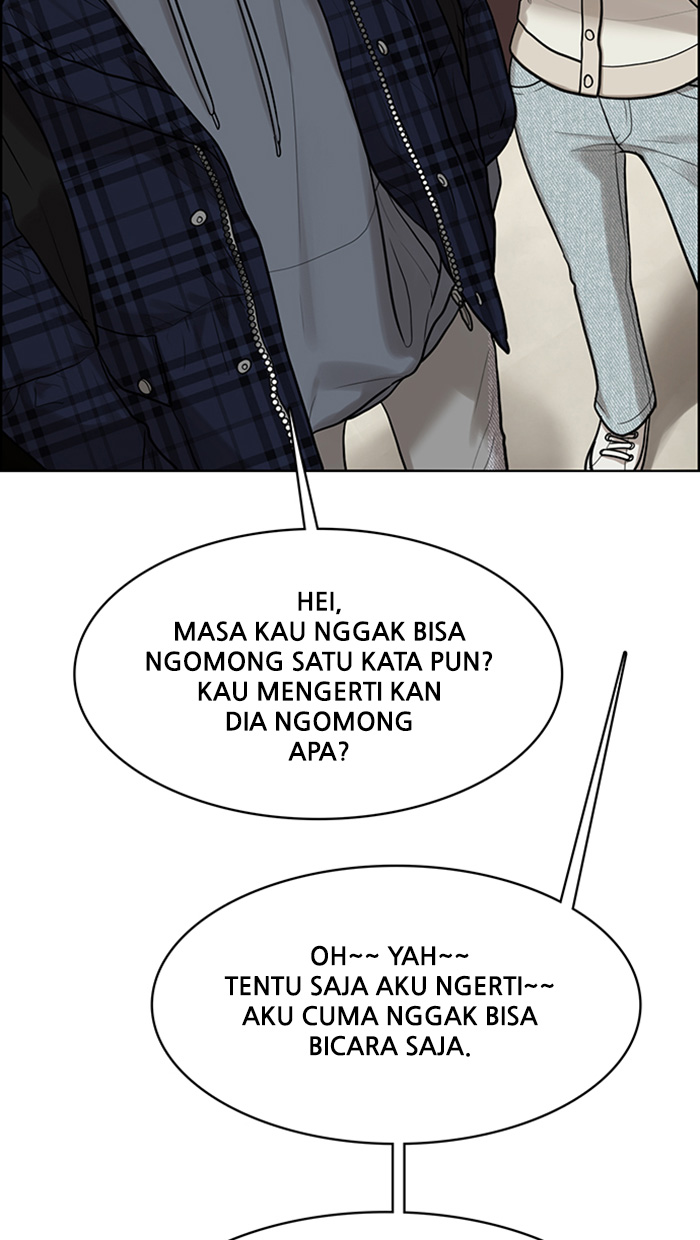 HEI,
MASA KAU NGGAK BISA
NGOMONG SATU KATA PUN?
KAU MENGERTI KAN
DIA NGOMONG
APA?
OH~~ YAH~~
TENTU SAJA AKU NGERTI~~
AKU CUMA NGGAK BISA
BICARA SAJA.